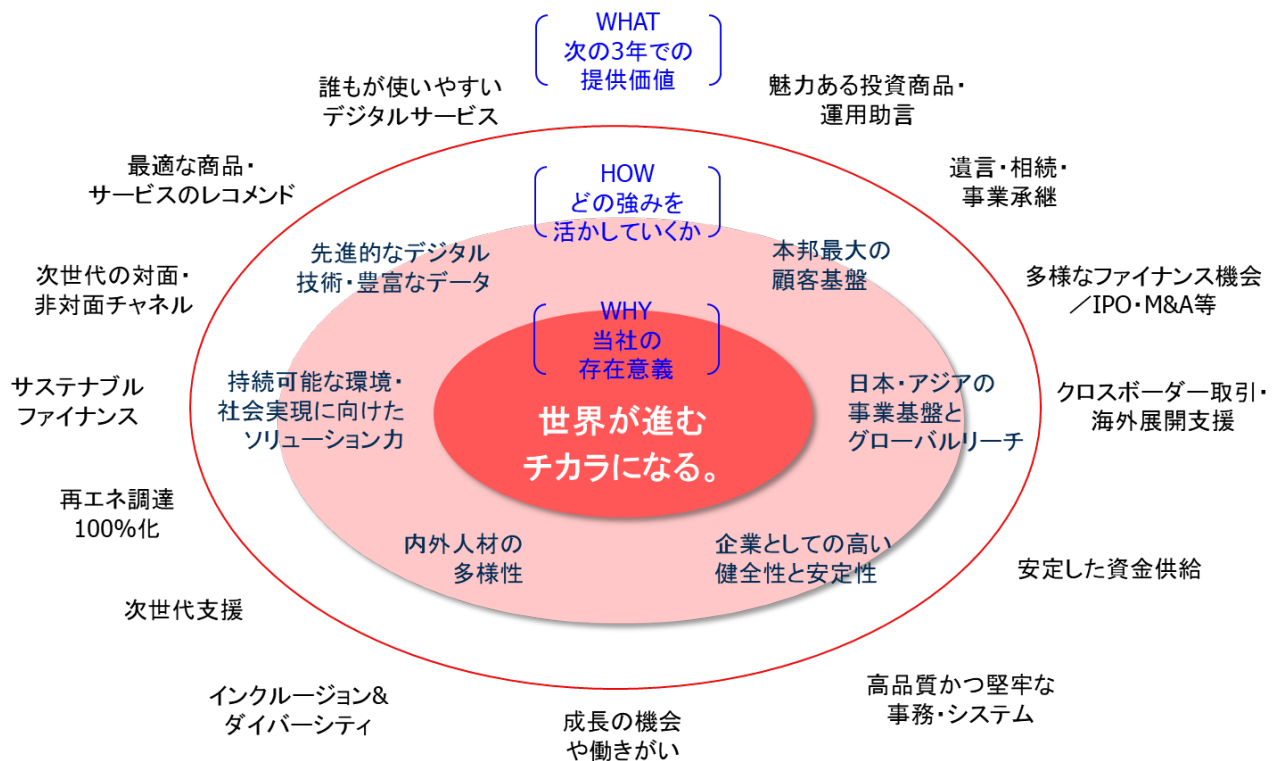 WHAT
次の3年での
提供価値
誰もが使いやすい
デジタルサービス
魅力ある投資商品・
運用助言
最適な商品・
サービスのレコメンド
遺言・相続・
事業承継
HOW
どの強みを
活かしていくか
先進的なデジタル
技術・豊富なデータ
本邦最大の
顧客基盤
次世代の対面・
非対面チャネル
多様なファイナンス機会
／IPO・M&A等
WHY
当社の
存在意義
サステナブル
ファイナンス
持続可能な環境・
社会実現に向けた
ソリューション力
世界が進む
チカラになる。
日本・アジアの
事業基盤と
グローバルリーチ
クロスボーダー取引・
海外展開支援
再エネ調達
100%化
内外人材の
多様性
企業としての高い
健全性と安定性
安定した資金供給
次世代支援
インクルージョン&
ダイバーシティ
成長の機会
や働きがい
高品質かつ堅牢な
事務・システム